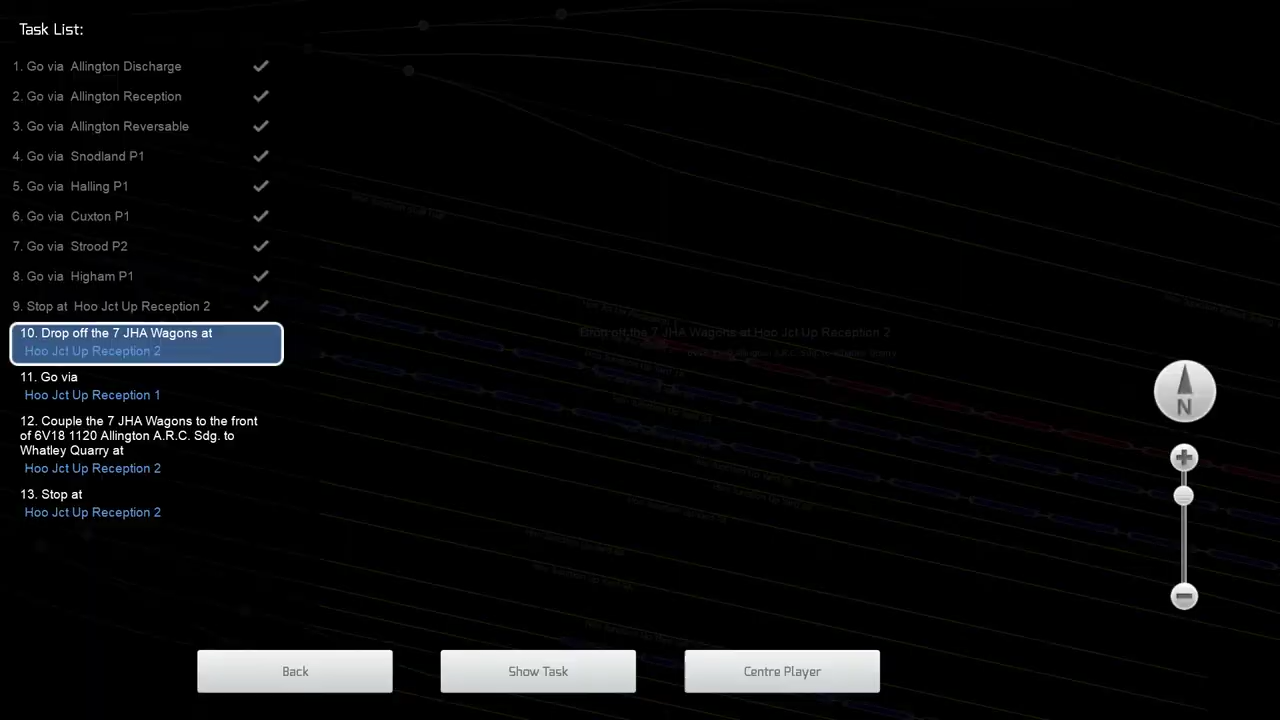 Task List:
1. Go via Allington Discharge
2. Go via Allington Reception
3. Go via Allington Reversable
4. Go via Snodland P1
5. Go via Halling P1
6. Go via Cuxton P1
7. Go via Strood P2
8. Go via Higham P1
9. Stop at Hoo Jct Up Reception 2
10. Drop off the 7 JHA Wagons at
Hoo Jct Up Reception 2
11. Go via
Hoo Jct Up Reception 1
12. Couple the 7 JHA Wagons to the front
of 6V18 1120 Allington A.R.C. Sdg. to
Whatley Quarry at
Hoo Jct Up Reception 2
13. Stop at
Hoo Jct Up Reception 2
Drop off the 7 JHA Wagons at Hoo Jct Up Reception 2
N
Back
Show Task
Centre Player